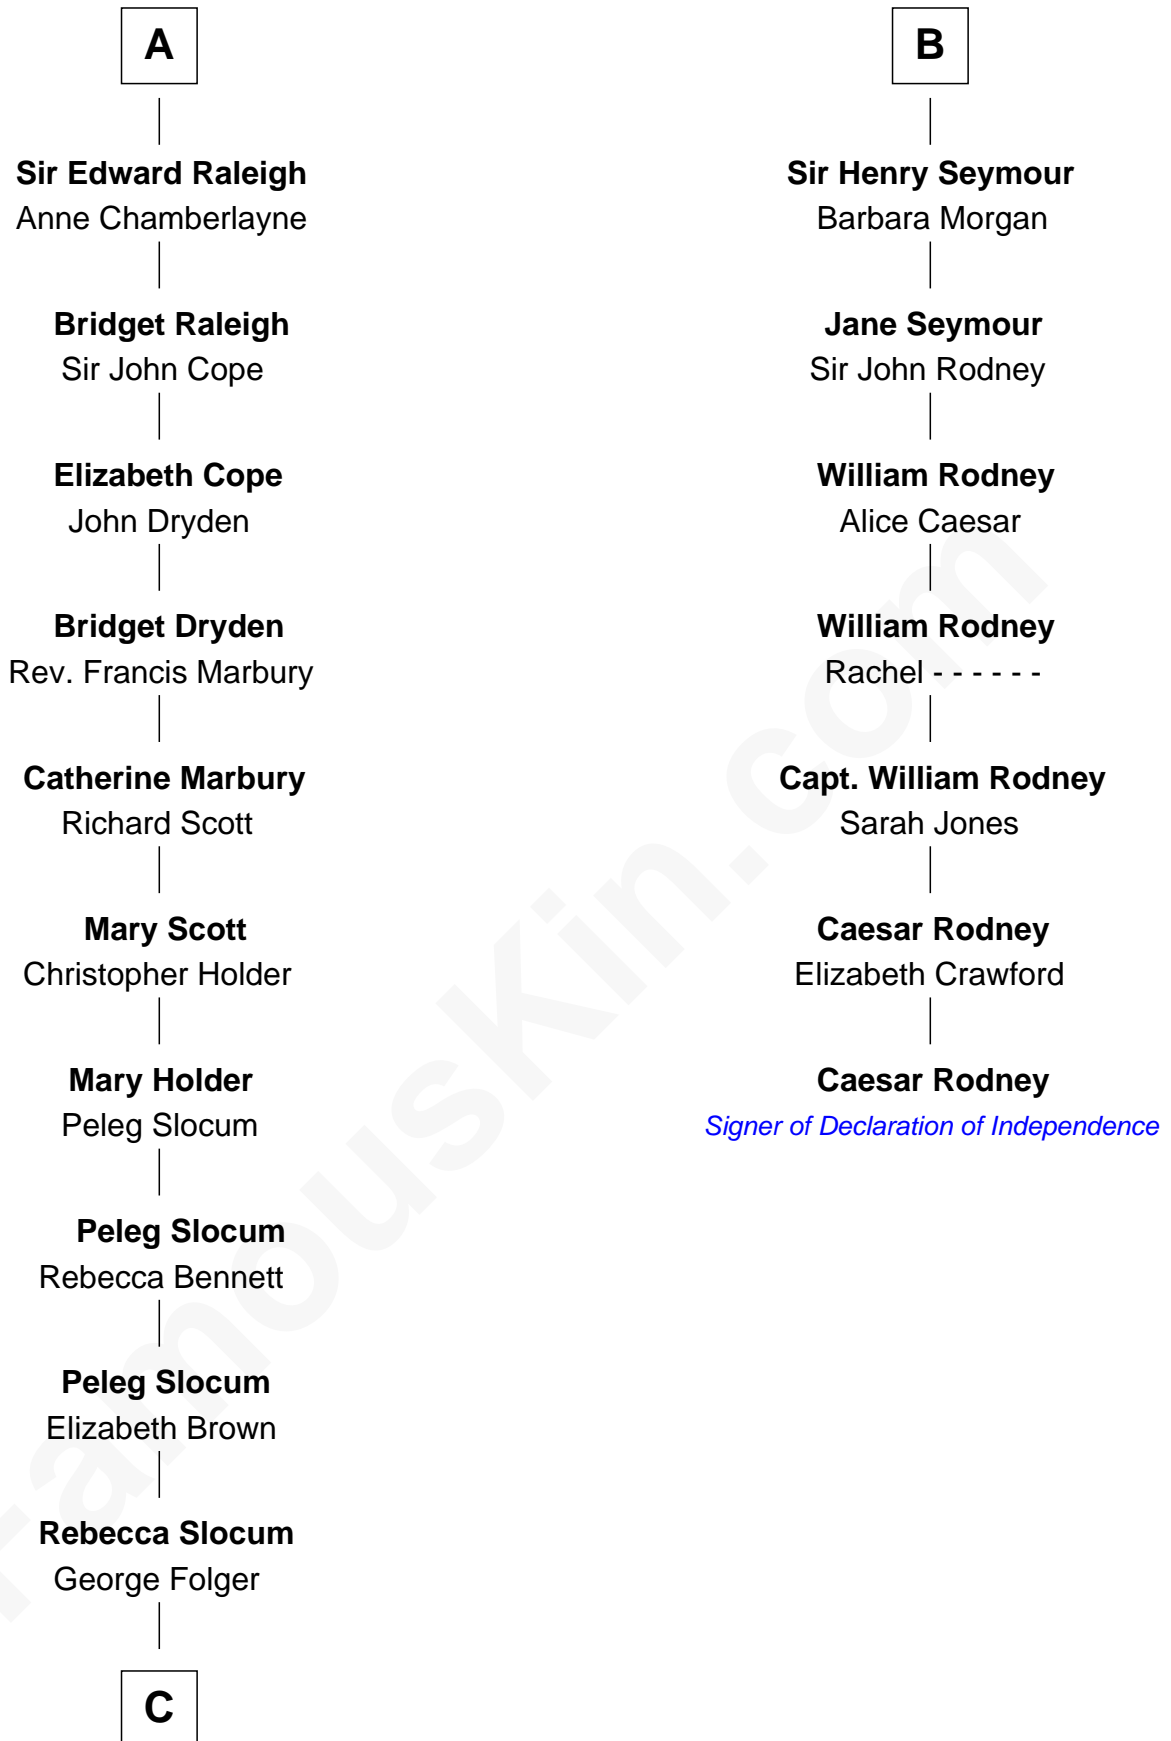 A
Sir Edward Raleigh
Anne Chamberlayne
Bridget Raleigh
Sir John Cope
Elizabeth Cope
John Dryden
Bridget Dryden
Rev. Francis Marbury
Catherine Marbury
Richard Scott
Mary Scott
Christopher Holder
Mary Holder
Peleg Slocum
Peleg Slocum
Rebecca Bennett
Peleg Slocum
Elizabeth Brown
Rebecca Slocum
George Folger
C
B
Sir Henry Seymour
Barbara Morgan
Jane Seymour
Sir John Rodney
William Rodney
Alice Caesar
William Rodney
Rachel - - - - - -
Capt. William Rodney
Sarah Jones
Caesar Rodney
Elizabeth Crawford
Caesar Rodney
Signer of Declaration of Independence
FamousKin.com